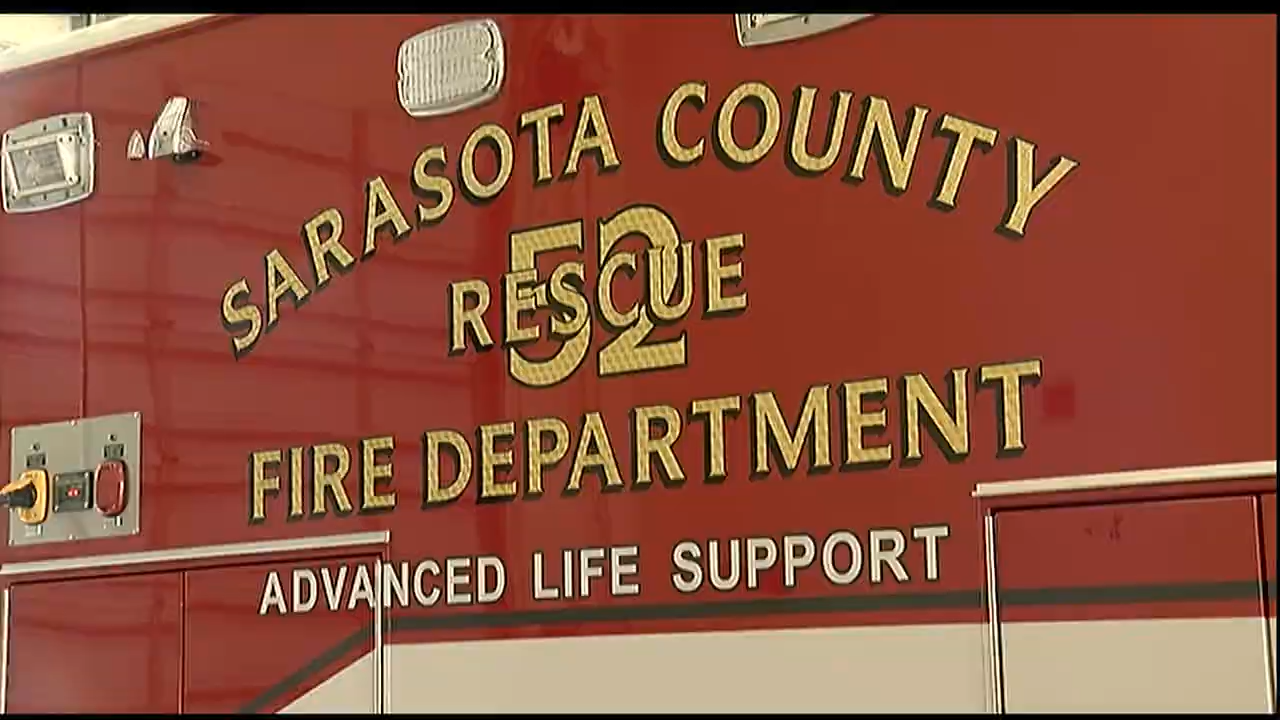 SARASOTA COUNTY
52
RESCUE
FIRE DEPARTMENT
ADVANCED LIFE SUPPORT